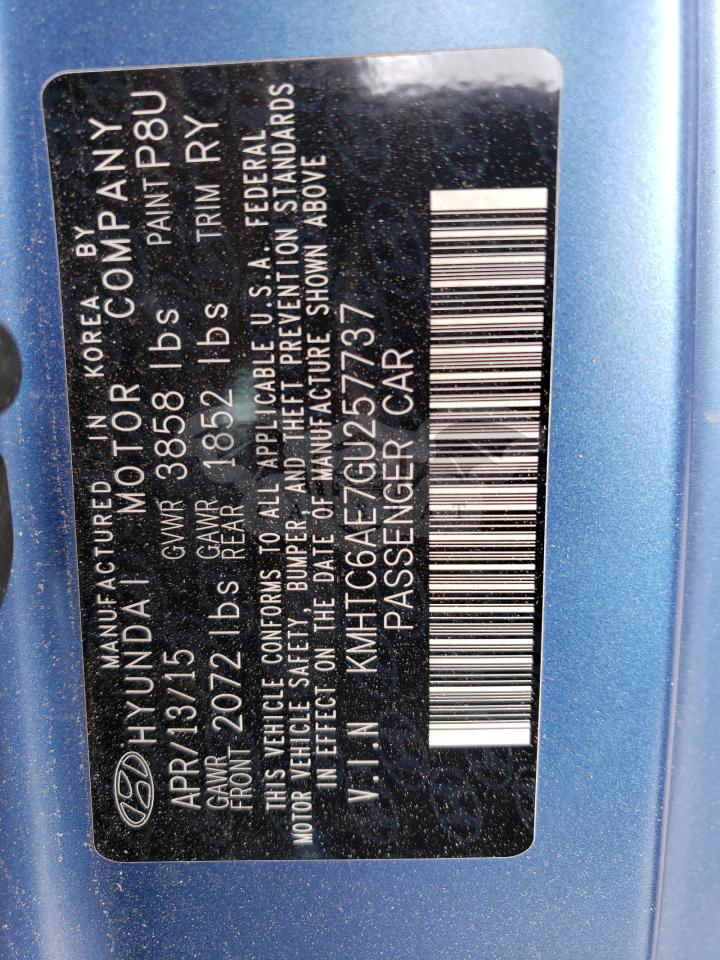 MANUFACTURED IN KOREA BY
HYUNDAI MOTOR COMPANY
APR/13/15 GVWR 3858 lbs PAINT P8U
GAWR FRONT 2072 lbs GAWR REAR 1852 lbs TRIM RY
THIS VEHICLE CONFORMS TO ALL APPLICABLE U.S.A. FEDERAL
MOTOR VEHICLE SAFETY, BUMPER AND THEFT PREVENTION STANDARDS
IN EFFECT ON THE DATE OF MANUFACTURE SHOWN ABOVE
V.I.N KMHTC6AE7GU257737
PASSENGER CAR